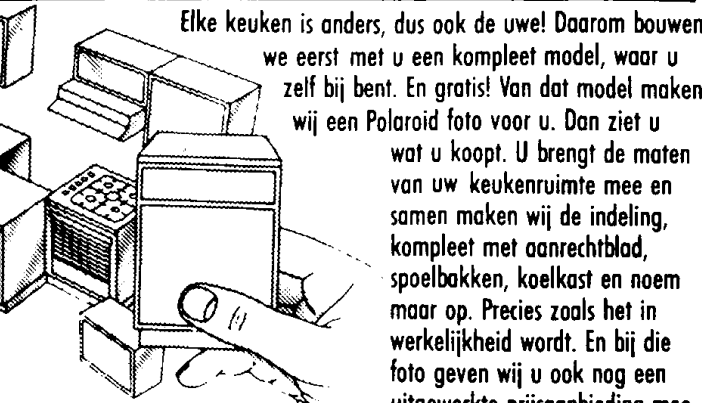 Elke keuken is anders, dus ook de uwe! Daarom bouwen
we eerst met u een kompleet model, waar u
zelf bij bent. En gratis! Van dat model maken
wij een Polaroid foto voor u. Dan ziet u
wat u koopt. U brengt de maten
van uw keukenruimte mee en
samen maken wij de indeling,
kompleet met aanrechtblad,
spoelbakken, koelkast en noem
maar op. Precies zoals het in
werkelijkheid wordt. En bij die
foto geven wij u ook nog een
uitgewerkte prijsaanbieding mee